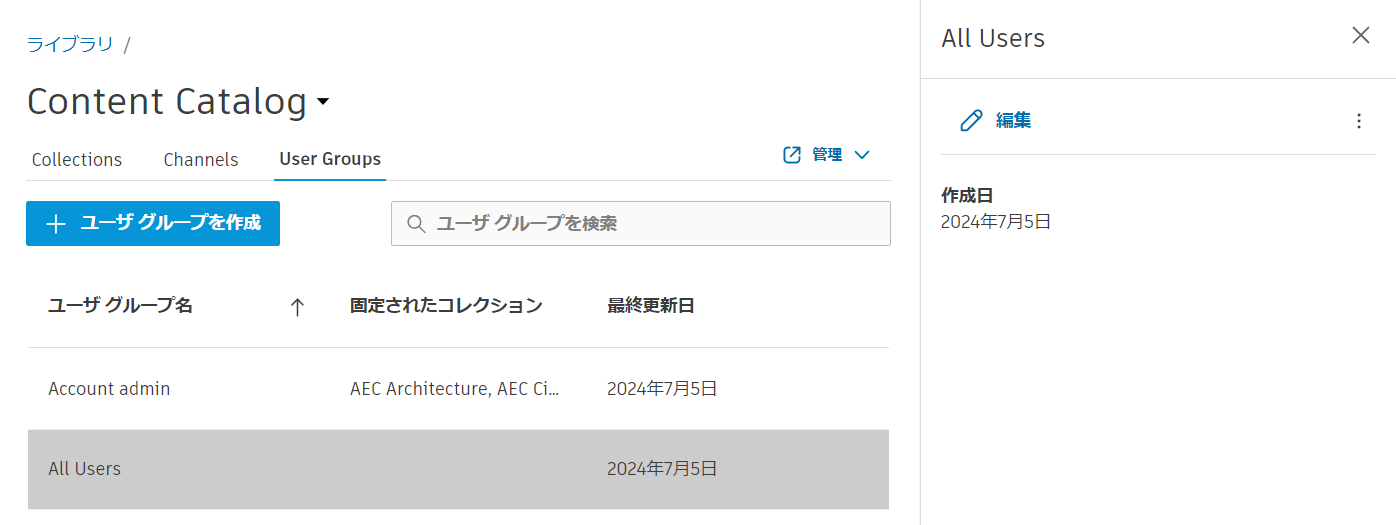 ライブラリ /
Content Catalog
Collections Channels User Groups 管理
ユーザ グループを作成 ユーザ グループを検索
ユーザ グループ名 固定されたコレクション 最終更新日
Account admin AEC Architecture, AEC Ci... 2024年7月5日
All Users 2024年7月5日
All Users
編集
作成日
2024年7月5日